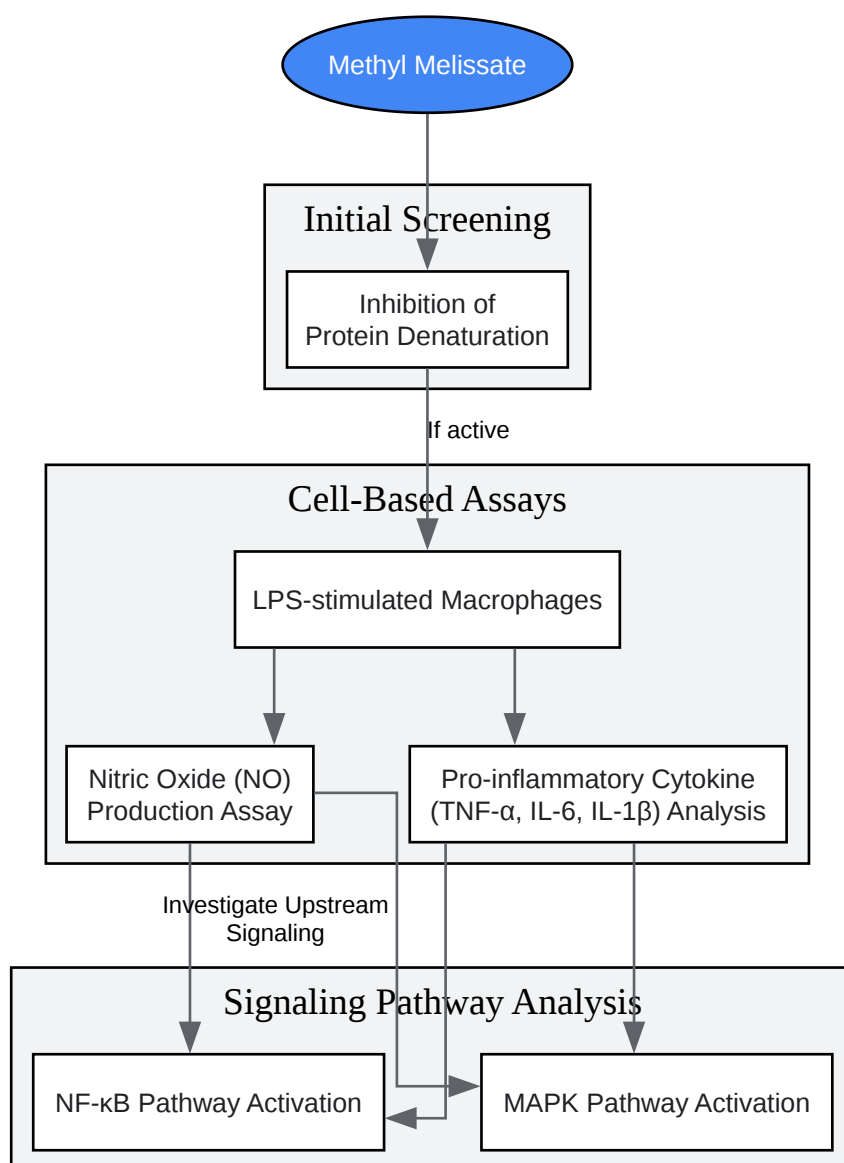 Methyl Melissate
Initial Screening
Inhibition of
Protein Denaturation
If active
Cell-Based Assays
LPS-stimulated Macrophages
Nitric Oxide (NO)
Production Assay
Pro-inflammatory Cytokine
(TNF-α, IL-6, IL-1β) Analysis
Investigate Upstream
Signaling
Signaling Pathway Analysis
NF-κB Pathway Activation
MAPK Pathway Activation